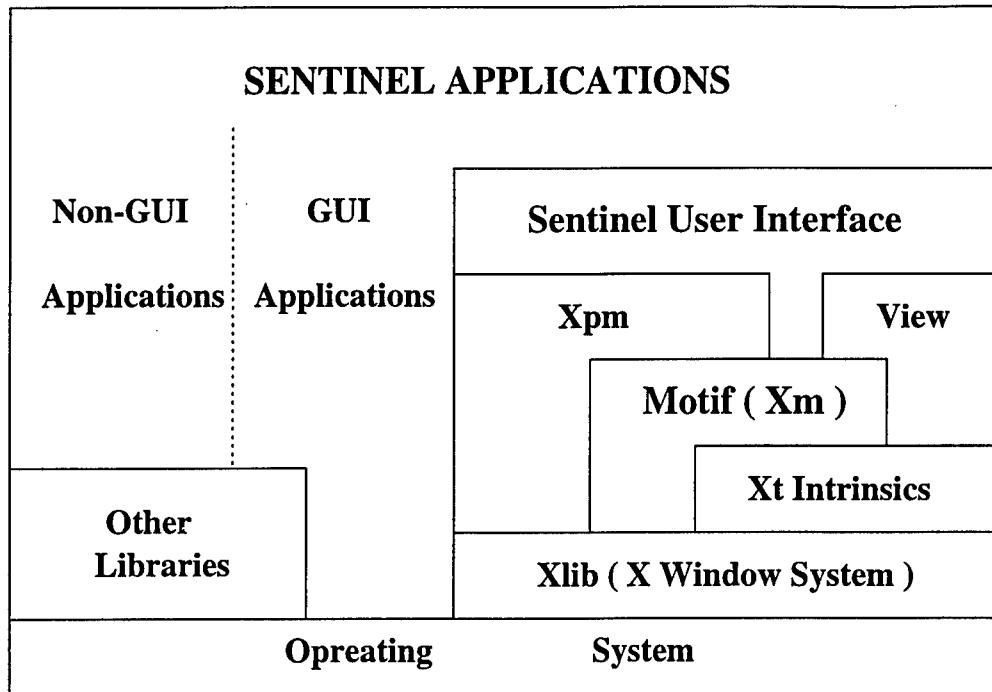 SENTINEL APPLICATIONS
Non-GUI
Applications
GUI
Applications
Sentinel User Interface
Xpm
View
Motif ( Xm )
Xt Intrinsics
Other
Libraries
Xlib ( X Window System )
Opreating System